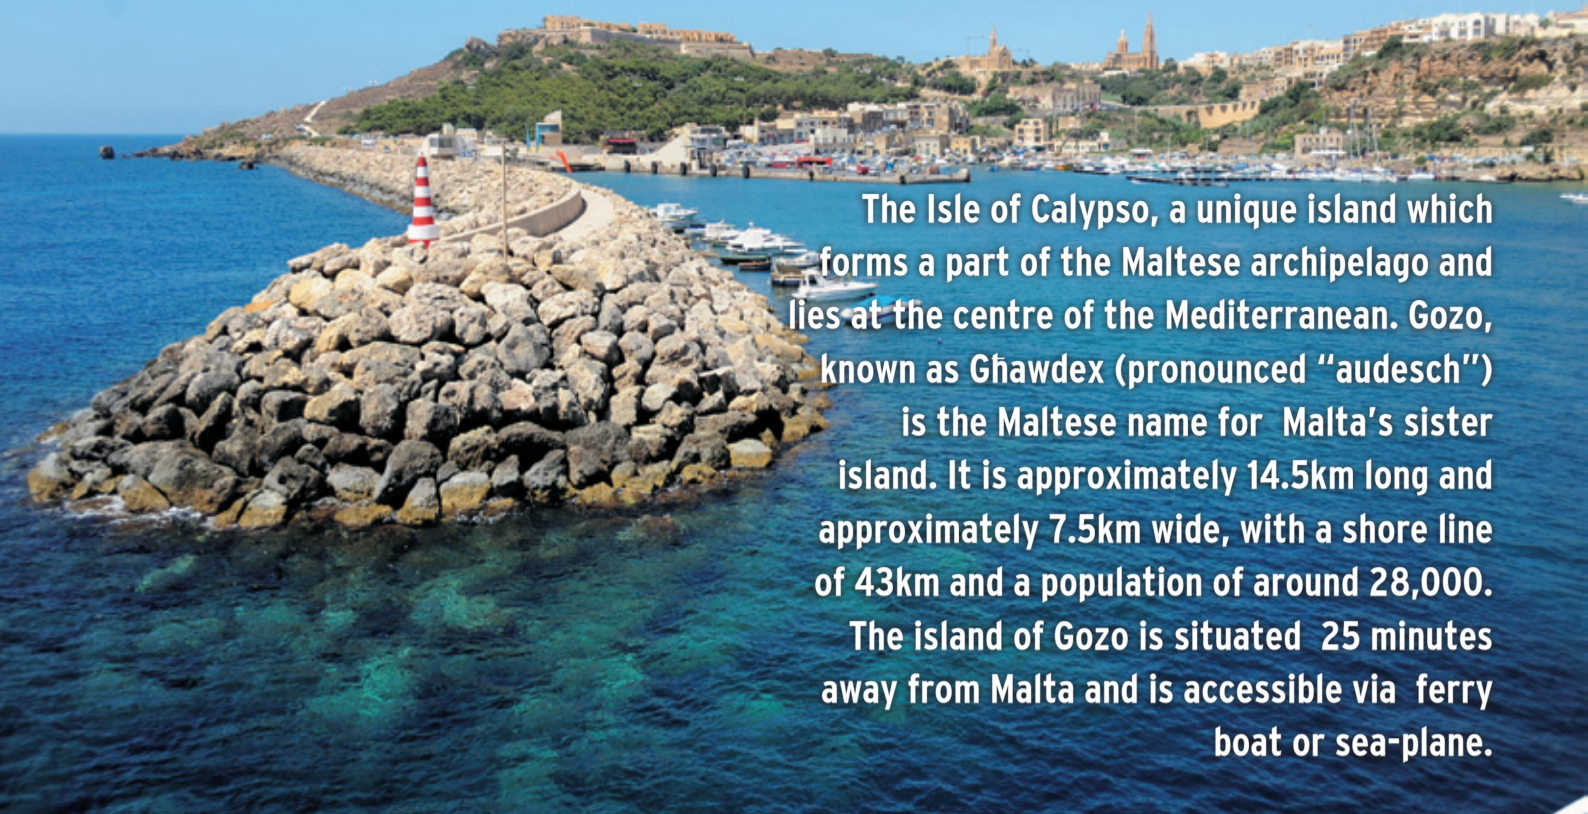 The Isle of Calypso, a unique island which
forms a part of the Maltese archipelago and
lies at the centre of the Mediterranean. Gozo,
known as Għawdex (pronounced “audesch”)
is the Maltese name for  Malta’s sister
island. It is approximately 14.5km long and
approximately 7.5km wide, with a shore line
of 43km and a population of around 28,000.
The island of Gozo is situated  25 minutes
away from Malta and is accessible via  ferry
boat or sea-plane.